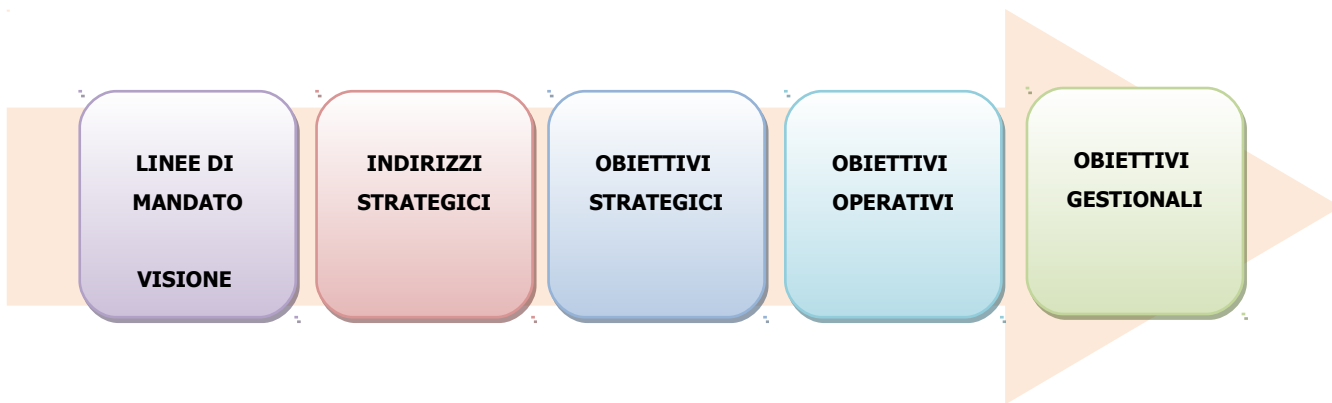 LINEE DI
MANDATO
VISIONE
INDIRIZZI
STRATEGICI
OBIETTIVI
STRATEGICI
OBIETTIVI
OPERATIVI
OBIETTIVI
GESTIONALI